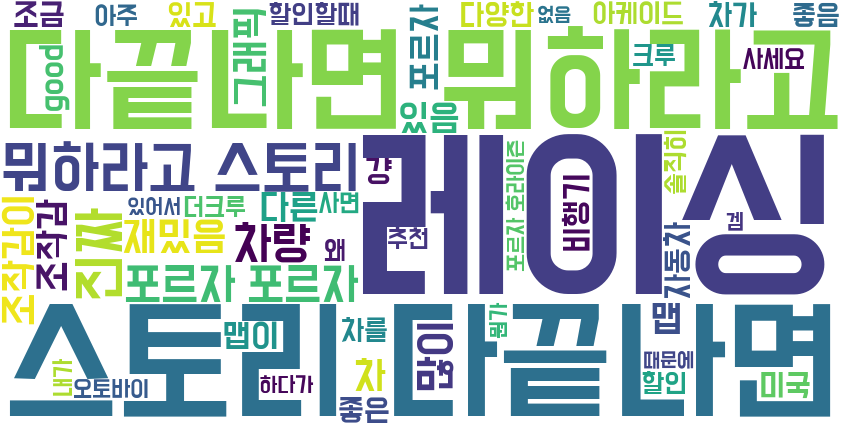 조금 아주 있고 할인할때 포르자 다양한 없음 아케이드 차가 좋음
다끝나면 뭐하라고
good 그래픽 크루 사세요
있음
뭐하라고 스토리 걍 레이싱
포르자 호라이즌 비행기 솔직히
조작감이 조작감 진짜 있어서 더크루 다른 사면
재밌음 차량 왜 추천 겜
자동차
포르자 포르자
맵
스토리 다끝나면
맵이 차를 많이 뭔가
내가 오토바이 하다가 차 때문에
좋은 할인 미국